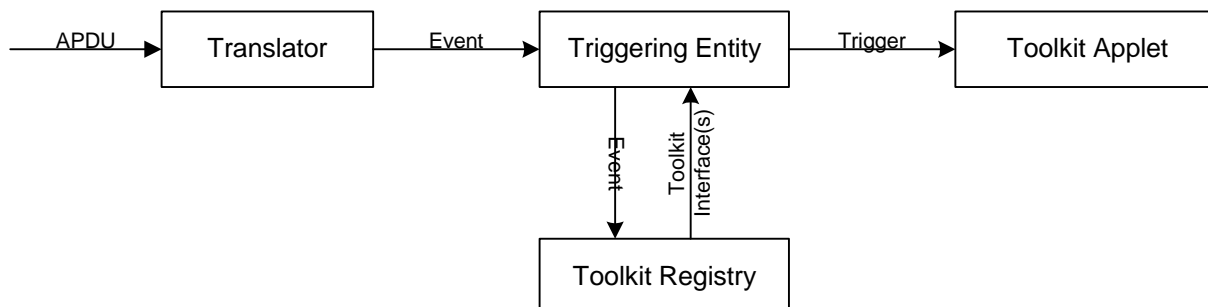 APDU
Translator
Event
Triggering Entity
Trigger
Toolkit Applet
Event
Toolkit
Interface(s)
Toolkit Registry